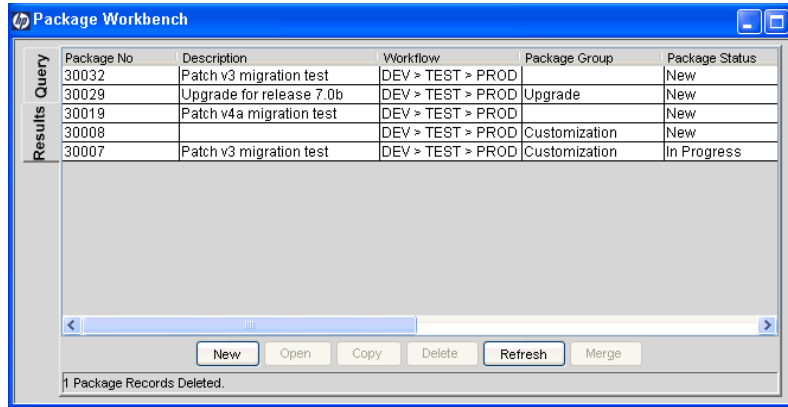 hp Package Workbench
Query
Results
Package No Description Workflow Package Group Package Status
30032 Patch v3 migration test DEV > TEST > PROD New
30029 Upgrade for release 7.0b DEV > TEST > PROD Upgrade New
30019 Patch v4a migration test DEV > TEST > PROD New
30008 DEV > TEST > PROD Customization New
30007 Patch v3 migration test DEV > TEST > PROD Customization In Progress
New Open Copy Delete Refresh Merge
1 Package Records Deleted.